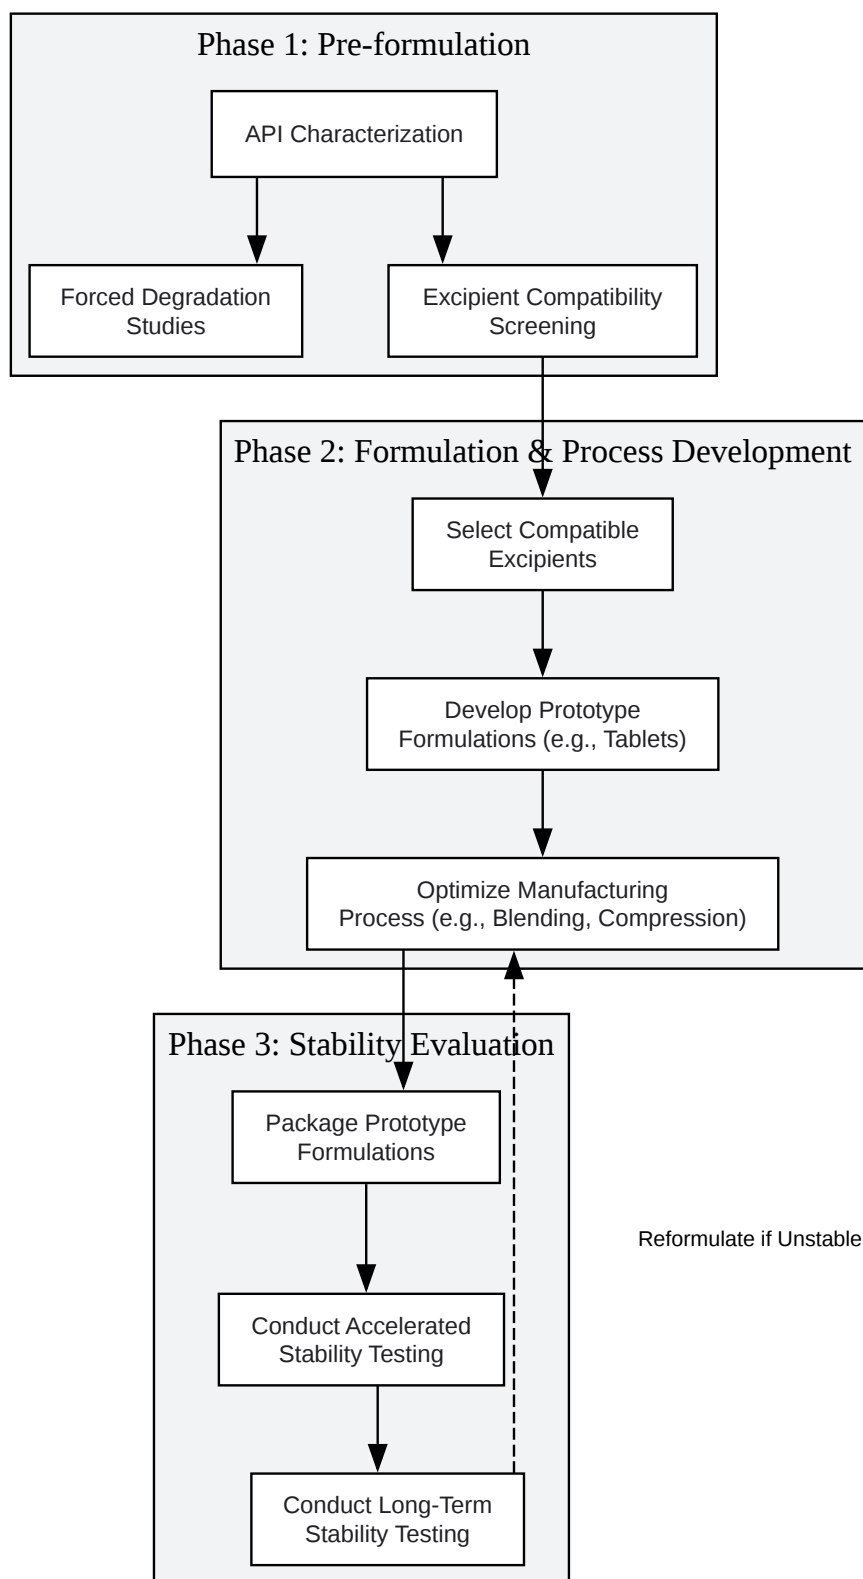 Phase 1: Pre-formulation
API Characterization
Forced Degradation
Studies
Excipient Compatibility
Screening
Phase 2: Formulation & Process Development
Select Compatible
Excipients
Develop Prototype
Formulations (e.g., Tablets)
Optimize Manufacturing
Process (e.g., Blending, Compression)
Phase 3: Stability Evaluation
Package Prototype
Formulations
Reformulate if Unstable
Conduct Accelerated
Stability Testing
Conduct Long-Term
Stability Testing